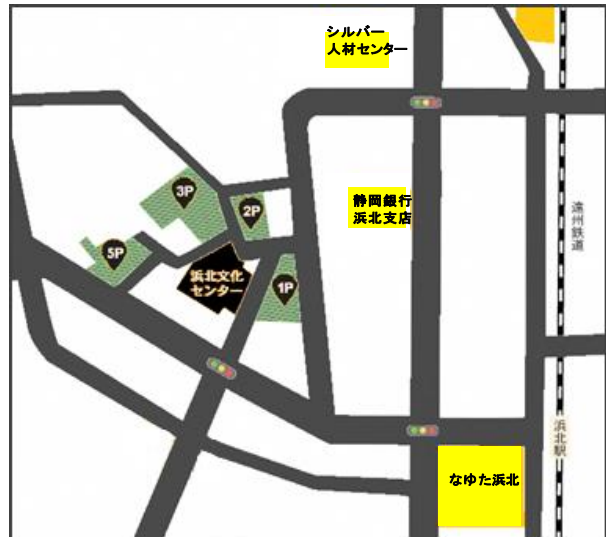 シルバー
人材センター
3P
2P
静岡銀行
浜北支店
遠州鉄道
5P
浜北文化
センター
1P
浜北駅
なゆた浜北